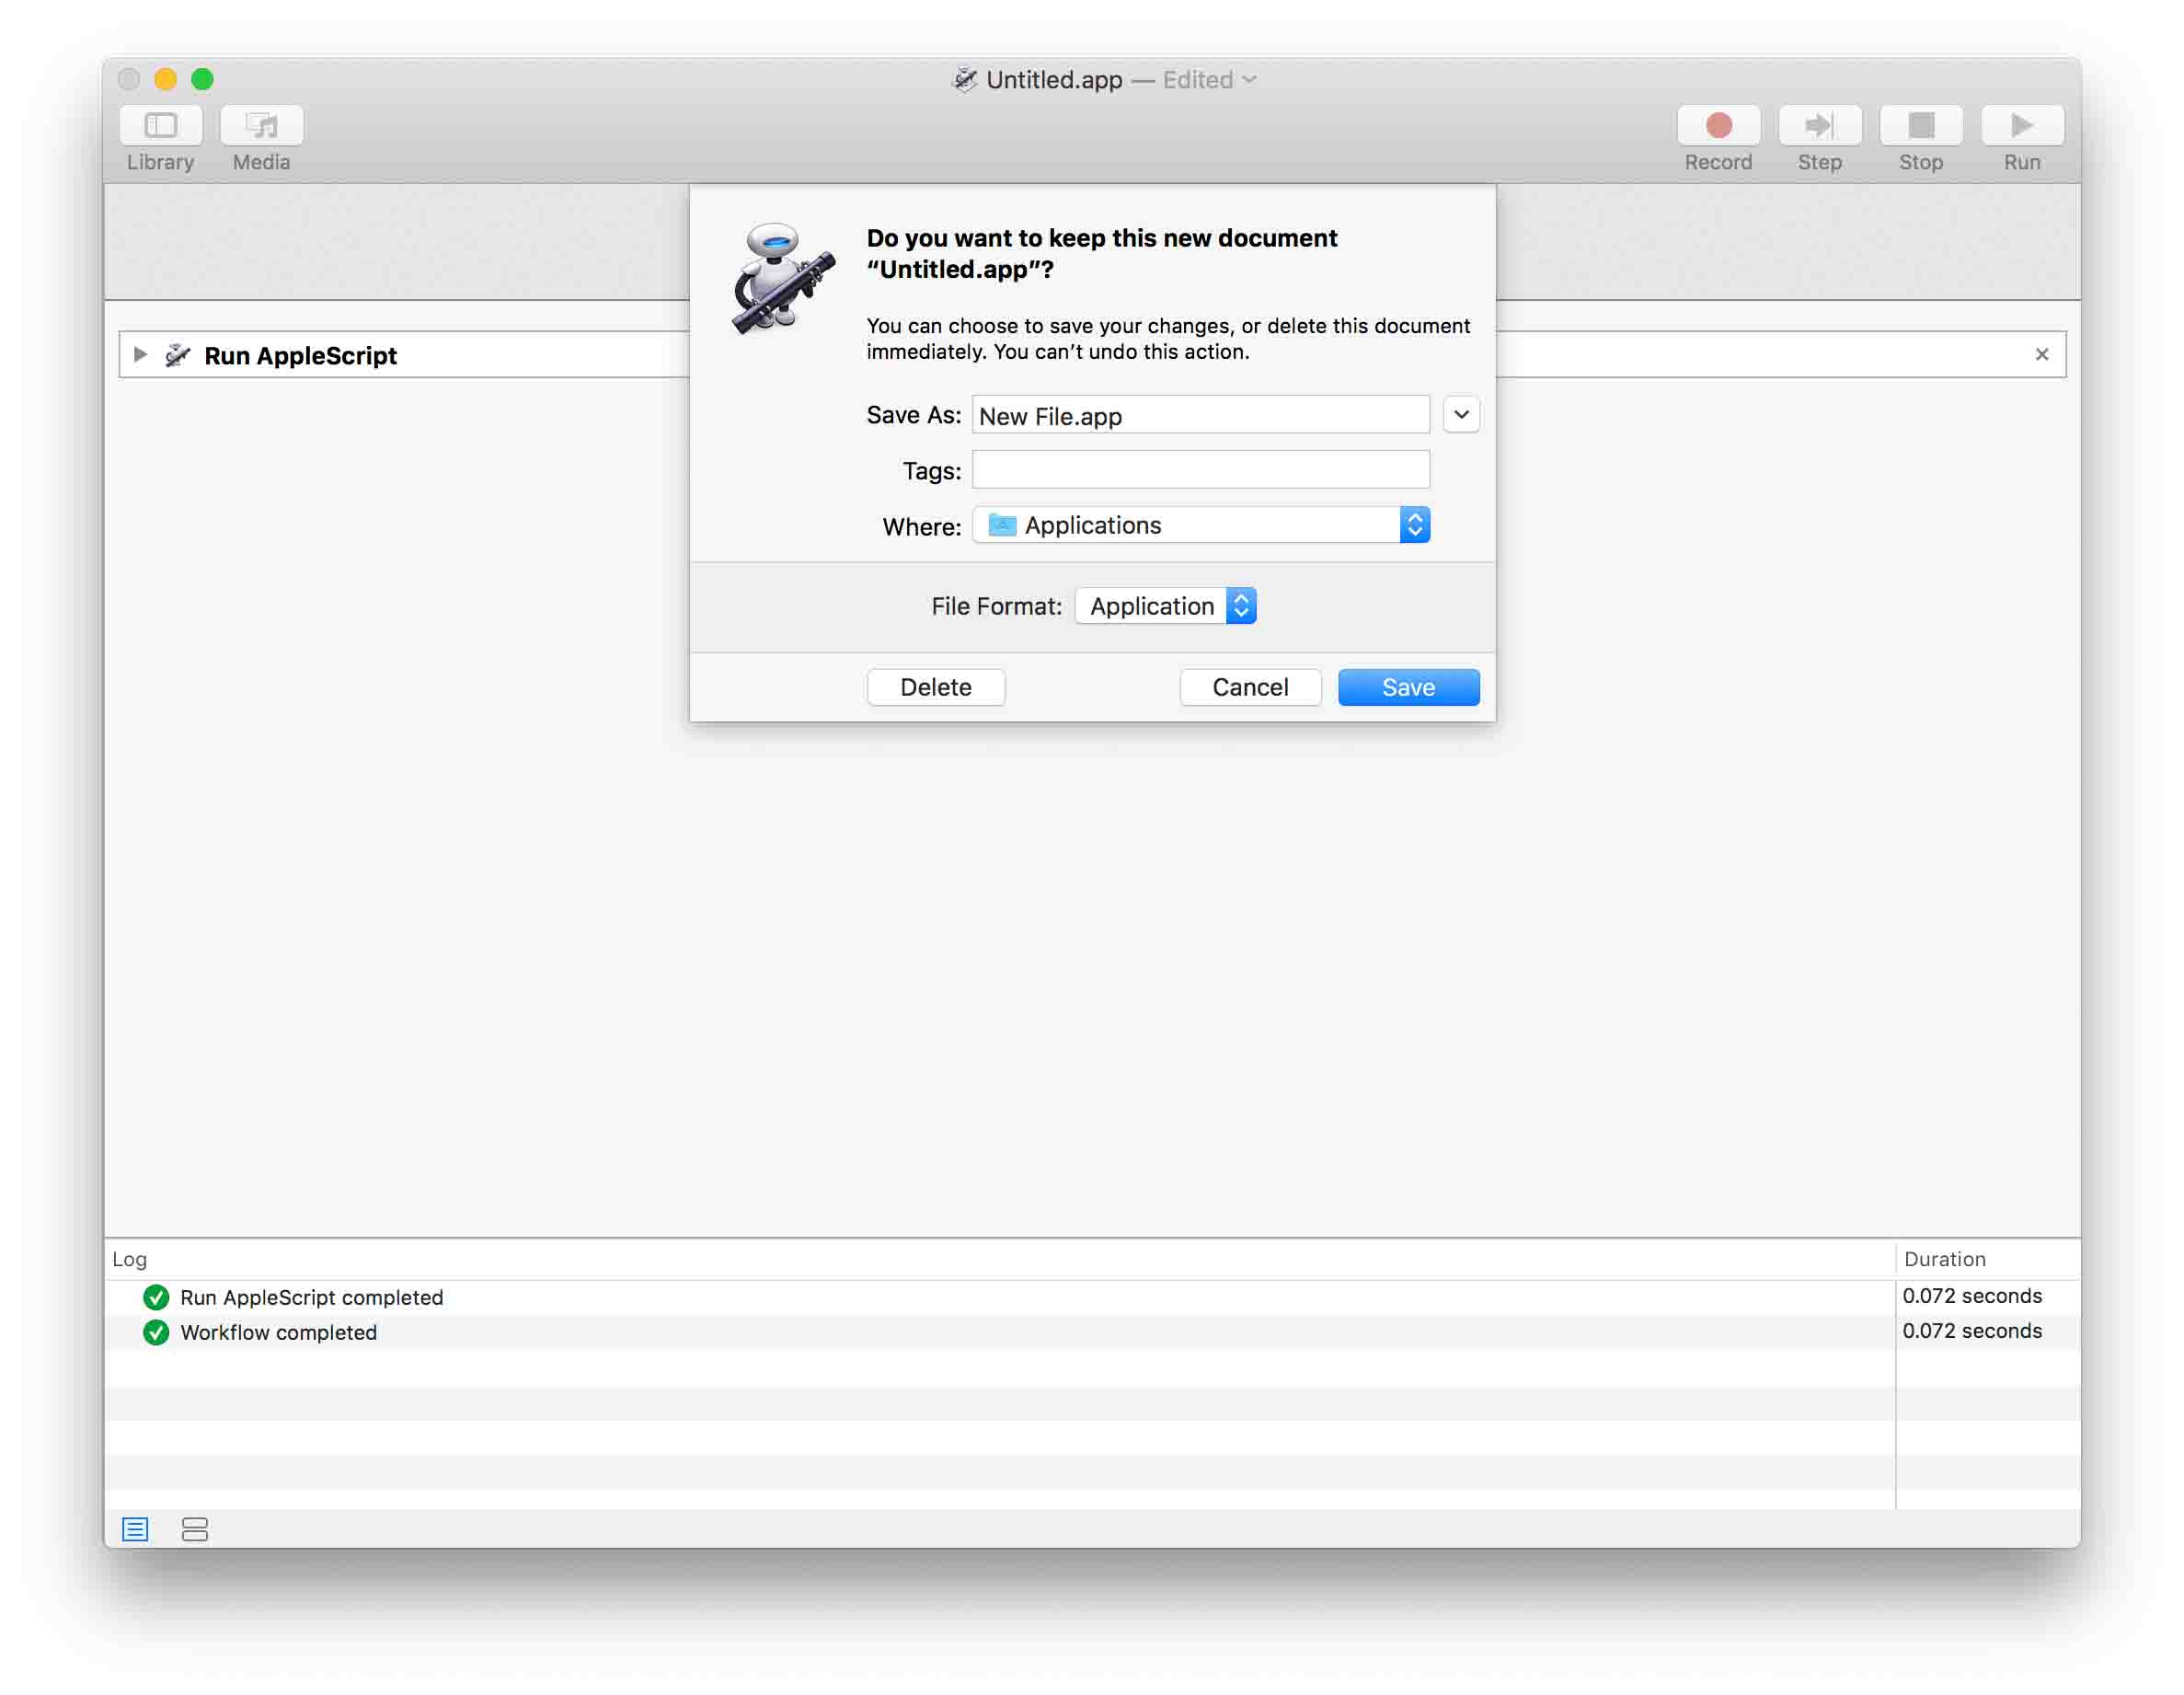 Untitled.app — Edited
Library
Media
Record
Step
Stop
Run
Run AppleScript
Do you want to keep this new document
“Untitled.app”?
You can choose to save your changes, or delete this document
immediately. You can’t undo this action.
Save As: New File.app
Tags:
Where: Applications
File Format: Application
Delete
Cancel
Save
Log
Duration
Run AppleScript completed
0.072 seconds
Workflow completed
0.072 seconds